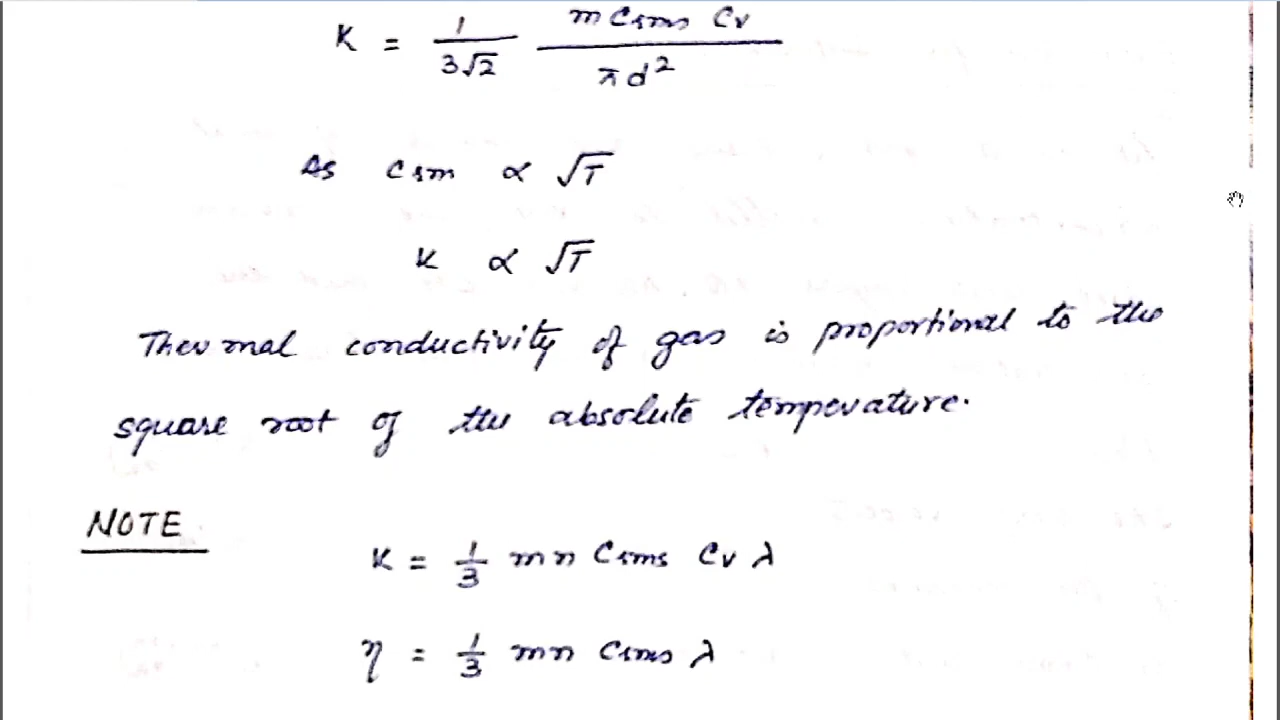 K = 1/3√2 m Crms Cv/πd²
As Crm ∝ √T
K ∝ √T
Thermal conductivity of gas is proportional to the
square root of the absolute temperature.
NOTE
K = 1/3 mn Crms Cv λ
η = 1/3 mn Crms λ